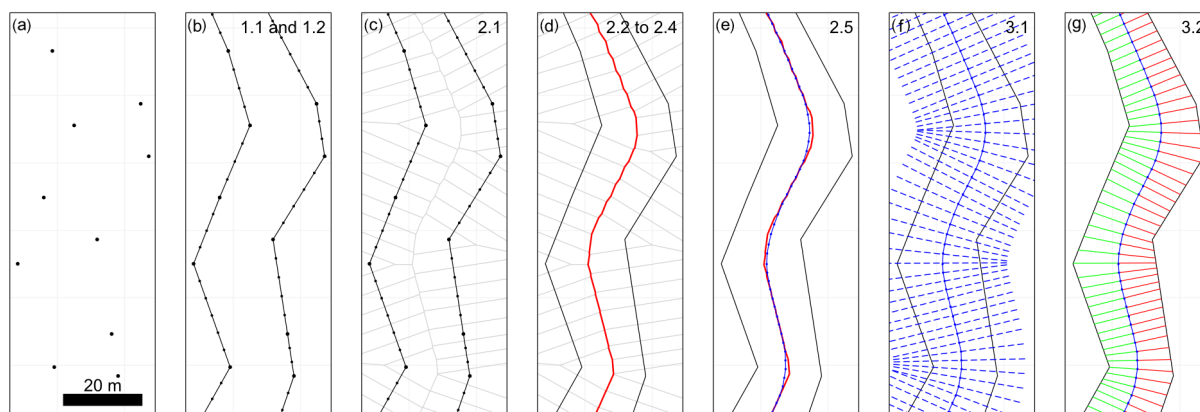 (a)
(b) 1.1 and 1.2
(c) 2.1
(d) 2.2 to 2.4
(e) 2.5
(f) 3.1
(g) 3.2
20 m